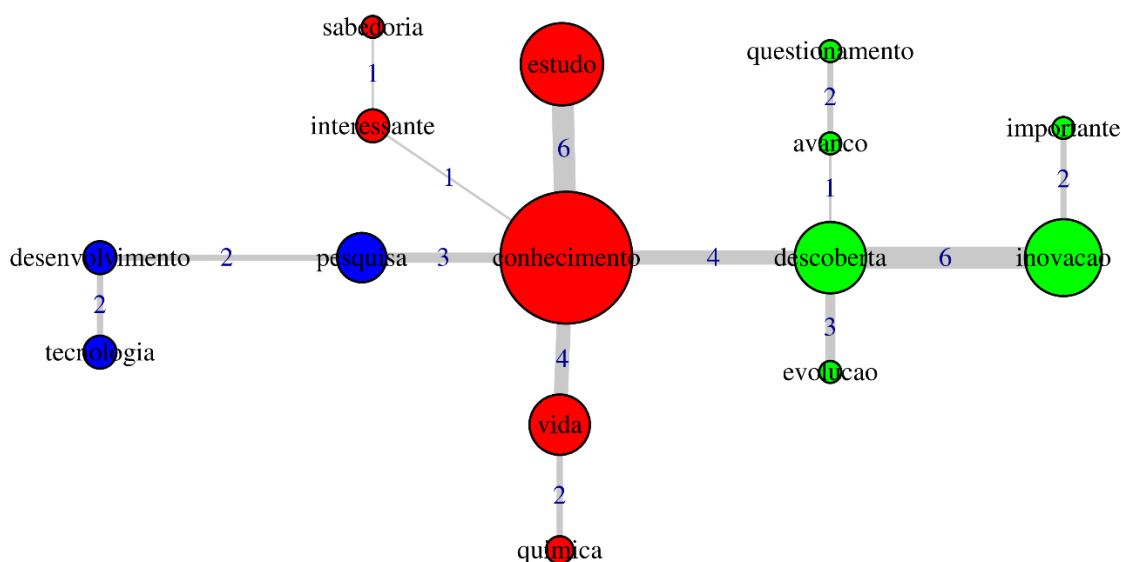 sabedoria
estudo
questionamento
1
2
interessante
importante
6
avanco
1
2
1
desenvolvimento
2
pesquisa
3
conhecimento
4
descoberta
6
inovacao
2
3
tecnologia
4
evolucao
vida
2
quimica